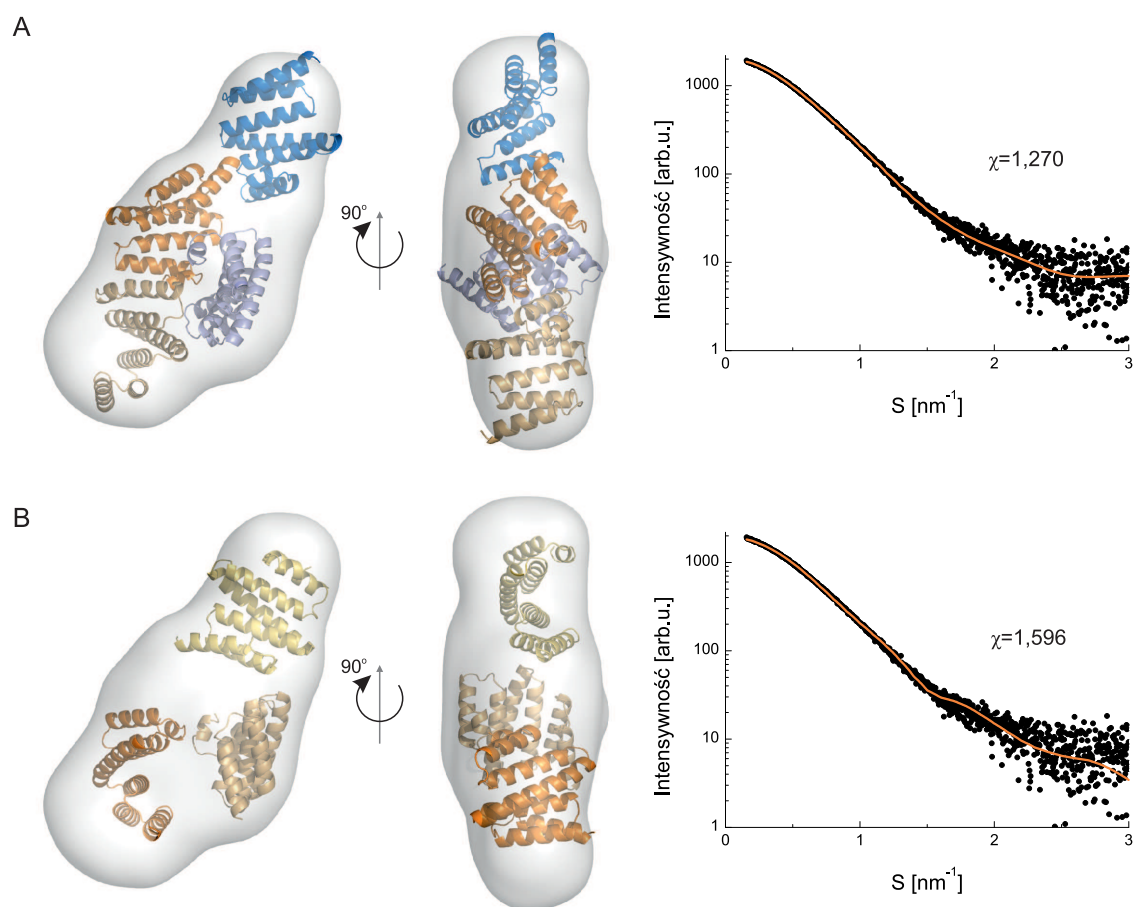 A
90°
Intensywność [arb.u.]
1000
100
10
1
χ=1,270
0
1
2
3
S [nm⁻¹]
B
90°
Intensywność [arb.u.]
1000
100
10
1
χ=1,596
0
1
2
3
S [nm⁻¹]